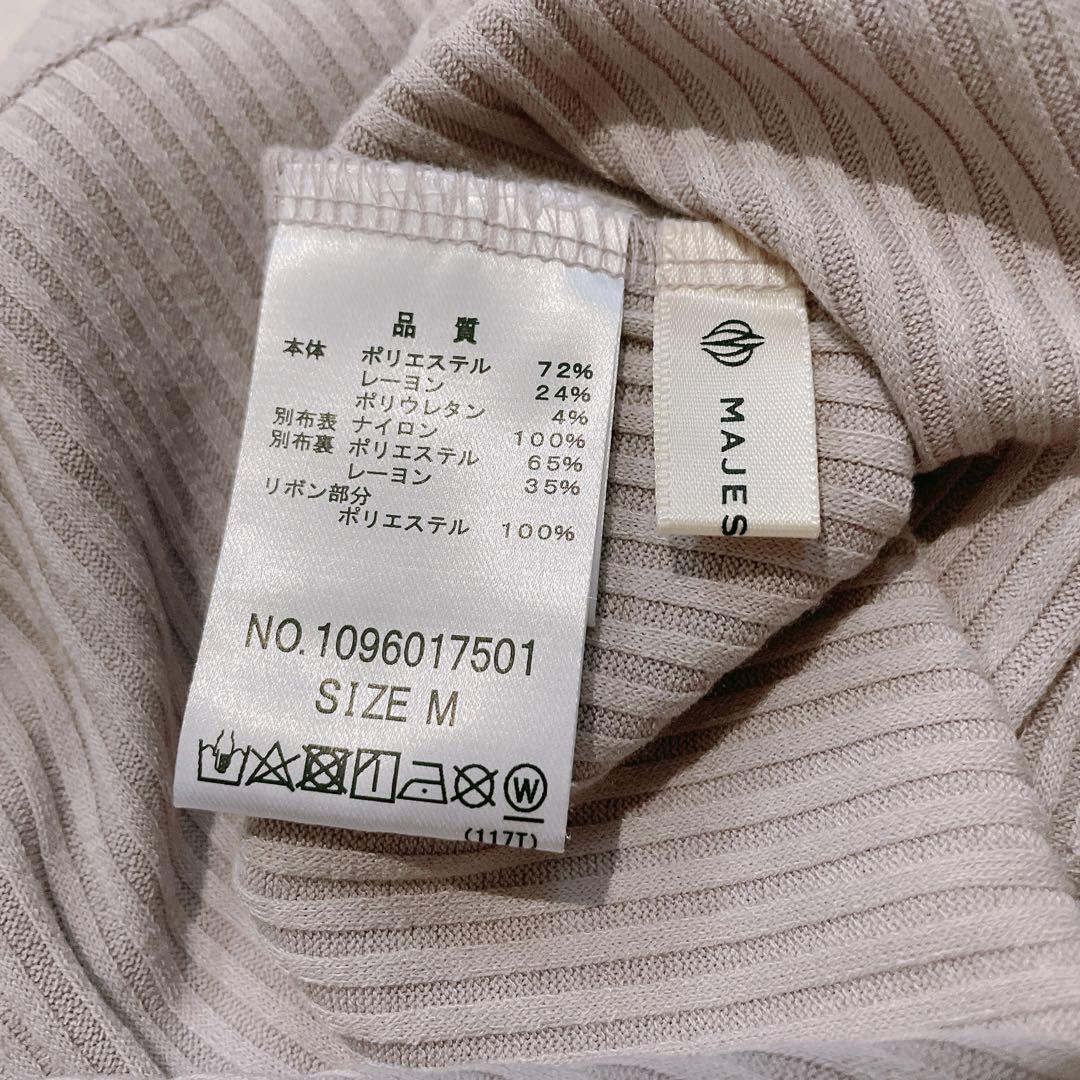 品 質
本体 ポリエステル 72%
レーヨン 24%
ポリウレタン 4%
別布表 ナイロン 100%
別布裏 ポリエステル 65%
レーヨン 35%
リボン部分
ポリエステル 100%
NO.1096017501
SIZE M
W
(117T)
MAJES